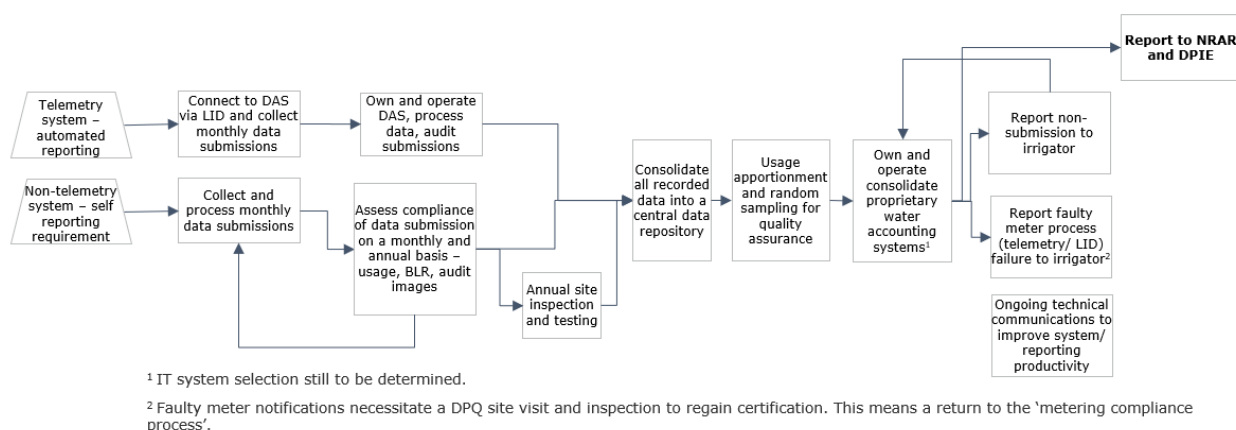 Telemetry
system –
automated
reporting
Connect to DAS
via LID and collect
monthly data
submissions
Own and operate
DAS, process
data, audit
submissions
Non-telemetry
system – self
reporting
requirement
Collect and
process monthly
data submissions
Assess compliance
of data submission
on a monthly and
annual basis –
usage, BLR, audit
images
Annual site
inspection
and testing
Consolidate
all recorded
data into a
central data
repository
Usage
apportionment
and random
sampling for
quality
assurance
Own and
operate
consolidate
proprietary
water
accounting
systems¹
Report to NRAR
and DPIE
Report non-
submission to
irrigator
Report faulty
meter process
(telemetry/ LID)
failure to irrigator²
Ongoing technical
communications to
improve system/
reporting
productivity
¹ IT system selection still to be determined.
² Faulty meter notifications necessitate a DPQ site visit and inspection to regain certification. This means a return to the ‘metering compliance
process’.